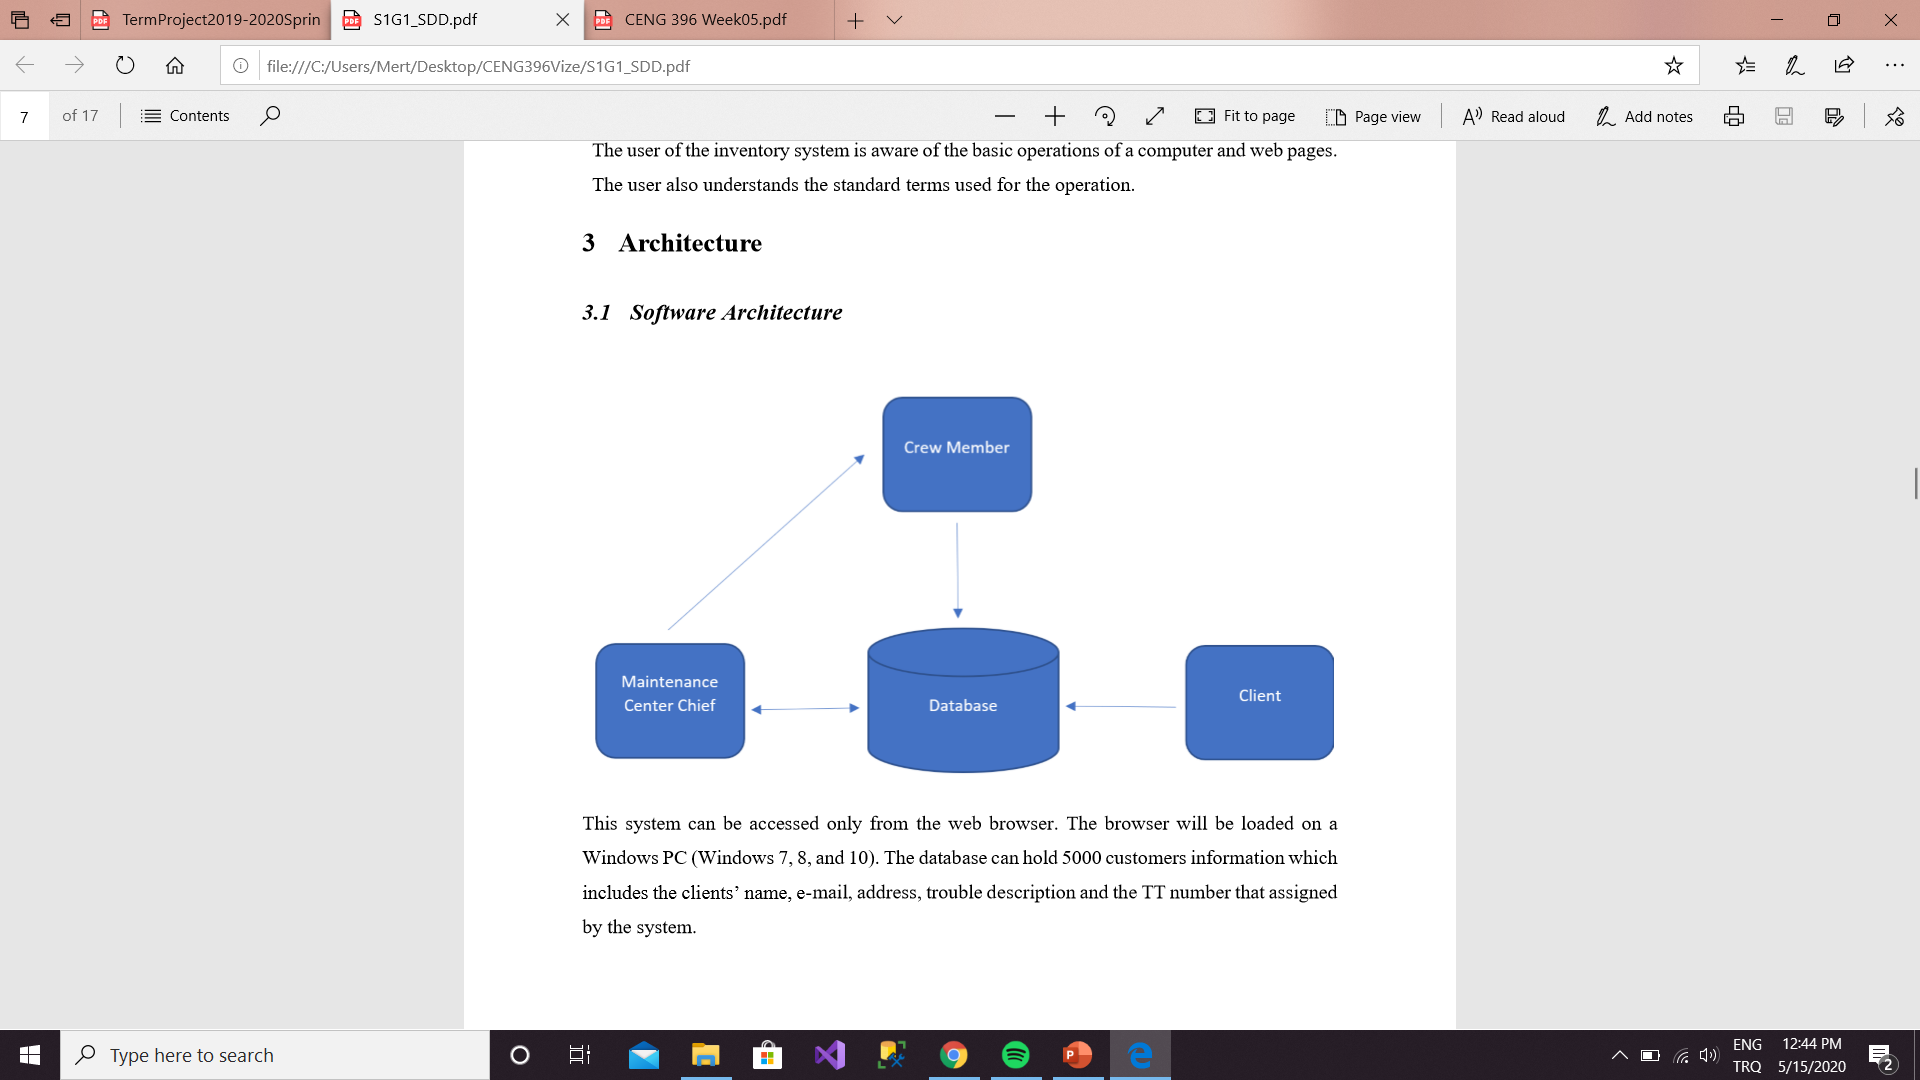 TermProject2019-2020Sprin
S1G1_SDD.pdf
CENG 396 Week05.pdf
file:///C:/Users/Mert/Desktop/CENG396Vize/S1G1_SDD.pdf
7 of 17 Contents Fit to page Page view Read aloud Add notes
The user of the inventory system is aware of the basic operations of a computer and web pages.
The user also understands the standard terms used for the operation.
3 Architecture
3.1 Software Architecture
Crew Member
Maintenance
Center Chief
Database
Client
This system can be accessed only from the web browser. The browser will be loaded on a
Windows PC (Windows 7, 8, and 10). The database can hold 5000 customers information which
includes the clients’ name, e-mail, address, trouble description and the TT number that assigned
by the system.
Type here to search
ENG
TRQ
12:44 PM
5/15/2020
2